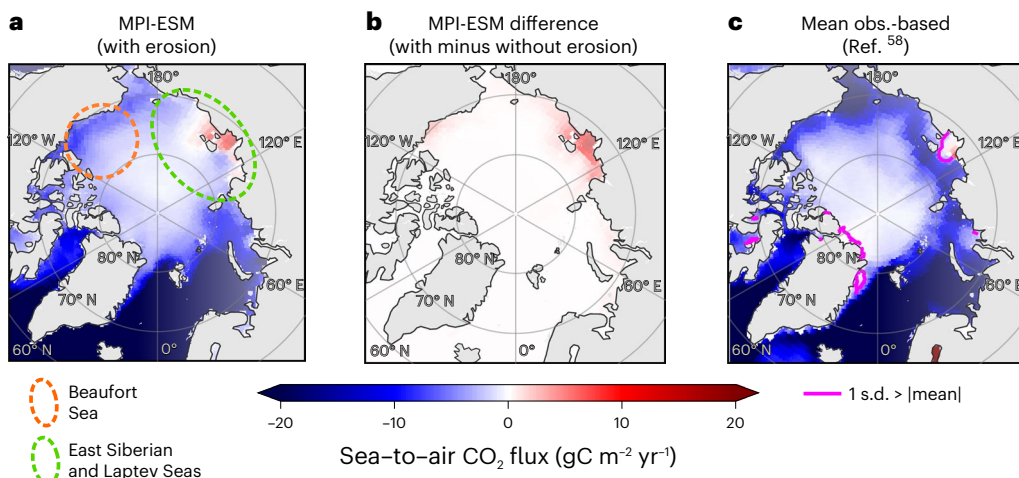 a
MPI-ESM
(with erosion)
b
MPI-ESM difference
(with minus without erosion)
c
Mean obs.-based
(Ref. 58)
180°
120° W
120° E
80° N
70° N
60° E
60° N
0°
180°
120° W
120° E
80° N
70° N
60° E
60° N
0°
180°
120° W
120° E
80° N
70° N
60° E
60° N
0°
Beaufort
Sea
East Siberian
and Laptev Seas
−20
−10
0
10
20
Sea–to–air CO₂ flux (gC m⁻² yr⁻¹)
1 s.d. > |mean|